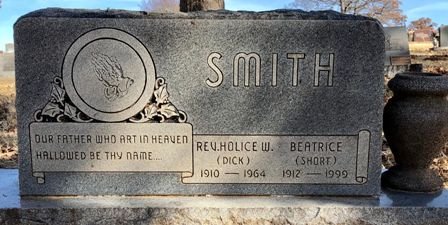 SMITH
OUR FATHER WHO ART IN HEAVEN
HALLOWED BE THY NAME....
REV. HOLICE W. BEATRICE
(DICK) (SHORT)
1910 — 1964 1912 — 1999